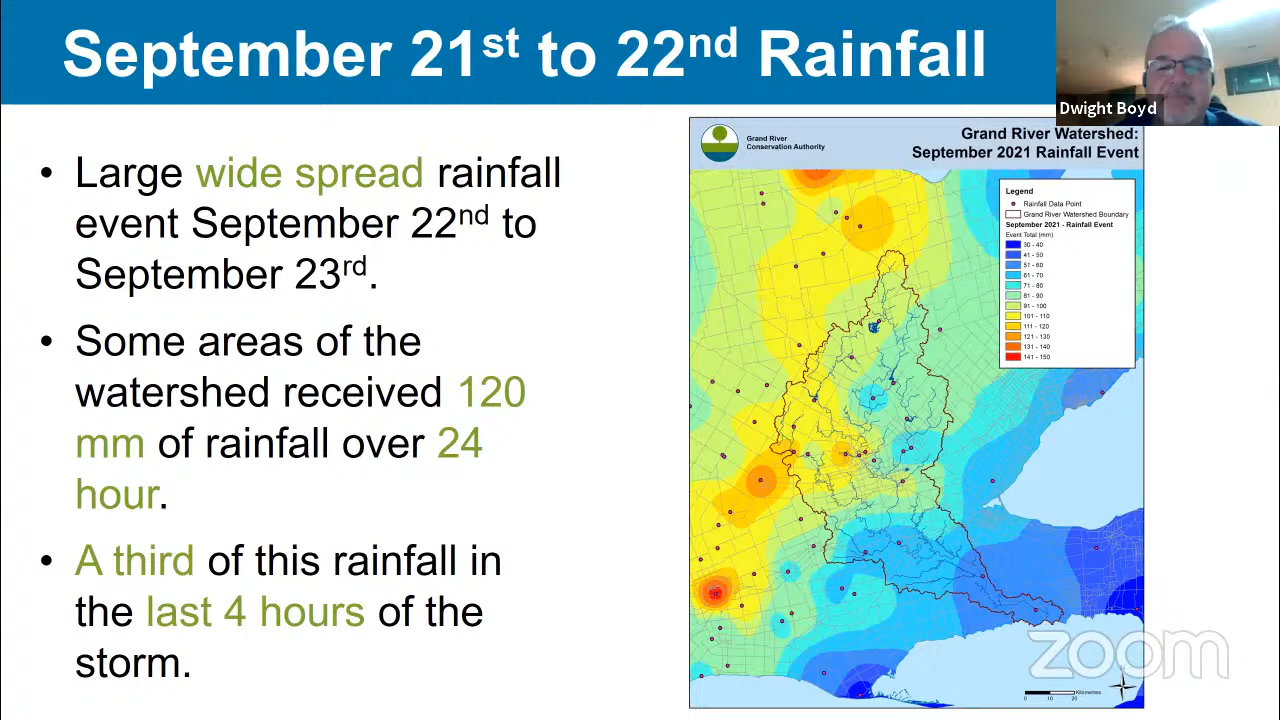 September 21st to 22nd Rainfall
Dwight Boyd
• Large wide spread rainfall
event September 22nd to
September 23rd.
• Some areas of the
watershed received 120
mm of rainfall over 24
hour.
• A third of this rainfall in
the last 4 hours of the
storm.
Grand River
Conservation Authority
Grand River Watershed:
September 2021 Rainfall Event
Legend
Rainfall Data Point
Grand River Watershed Boundary
September 2021 - Rainfall Event
Event Total (mm)
30 - 40
41 - 50
51 - 60
61 - 70
71 - 80
81 - 90
91 - 100
101 - 110
111 - 120
121 - 130
131 - 140
141 - 150
zoom
0 10 20 Kilometres